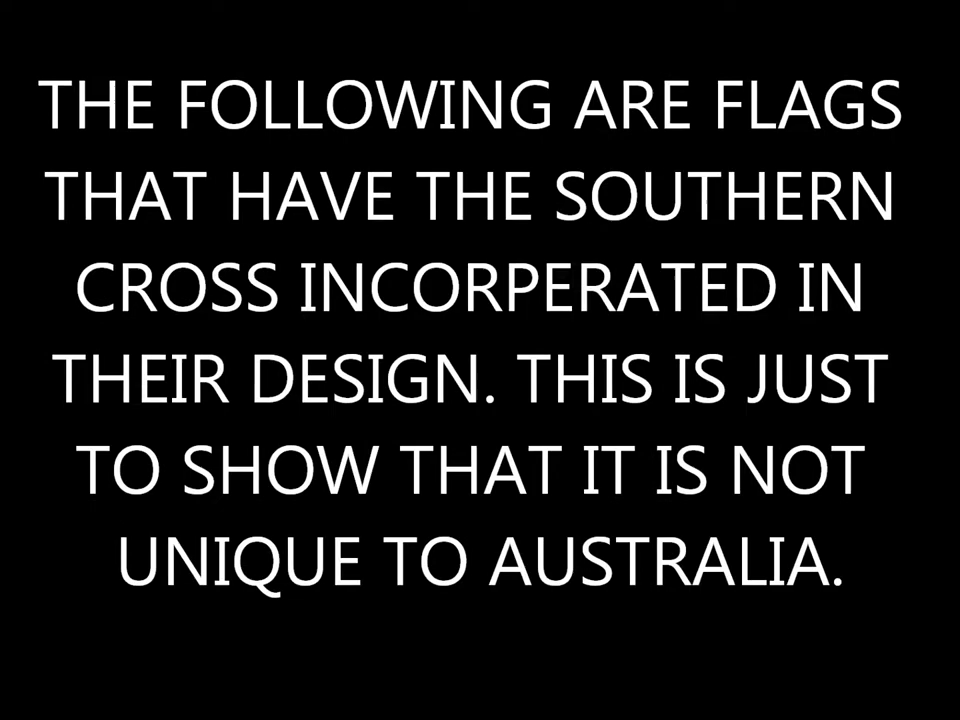 THE FOLLOWING ARE FLAGS
THAT HAVE THE SOUTHERN
CROSS INCORPERATED IN
THEIR DESIGN. THIS IS JUST
TO SHOW THAT IT IS NOT
UNIQUE TO AUSTRALIA.